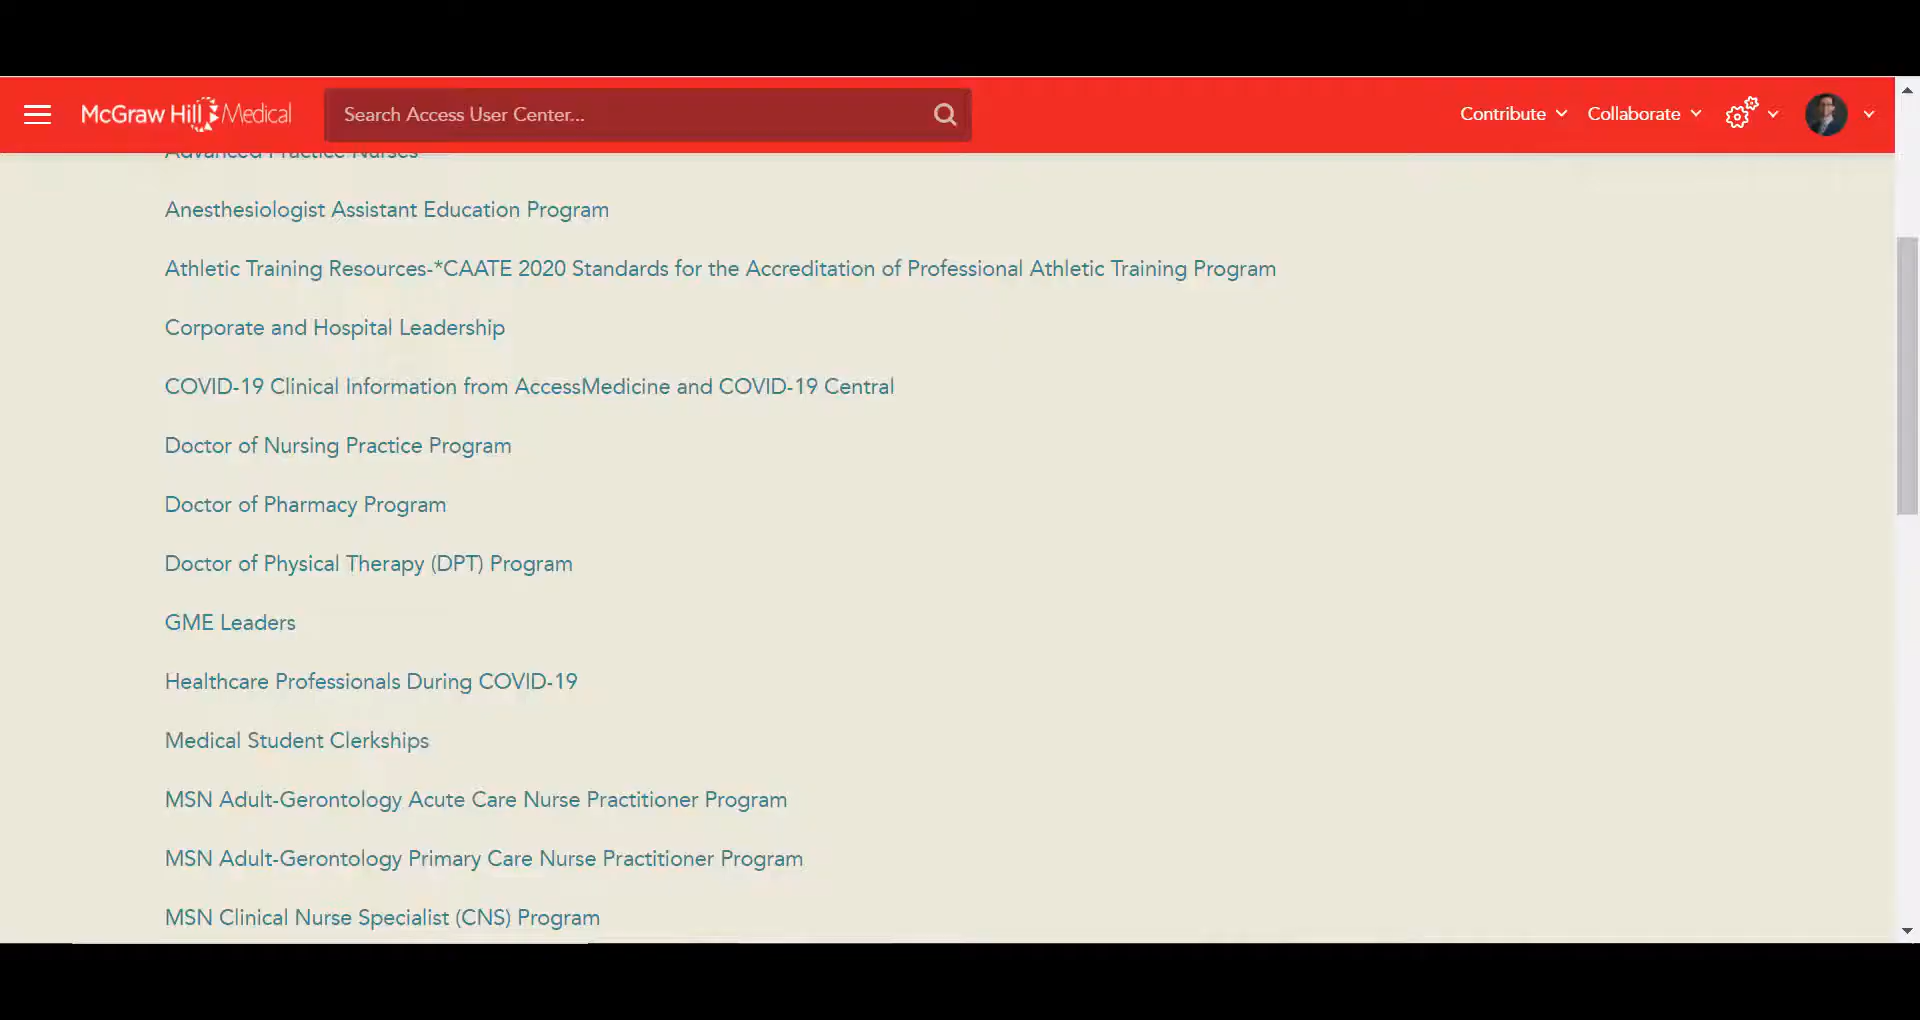 McGraw Hill Medical
Search Access User Center...
Contribute
Collaborate
Advanced Practice Nurses
Anesthesiologist Assistant Education Program
Athletic Training Resources-*CAATE 2020 Standards for the Accreditation of Professional Athletic Training Program
Corporate and Hospital Leadership
COVID-19 Clinical Information from AccessMedicine and COVID-19 Central
Doctor of Nursing Practice Program
Doctor of Pharmacy Program
Doctor of Physical Therapy (DPT) Program
GME Leaders
Healthcare Professionals During COVID-19
Medical Student Clerkships
MSN Adult-Gerontology Acute Care Nurse Practitioner Program
MSN Adult-Gerontology Primary Care Nurse Practitioner Program
MSN Clinical Nurse Specialist (CNS) Program